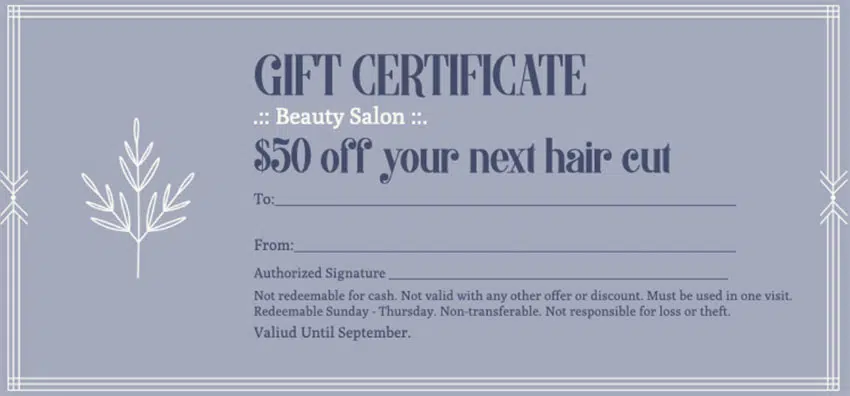 GIFT CERTIFICATE
.:: Beauty Salon ::.
$50 off your next hair cut
To:
From:
Authorized Signature
Not redeemable for cash. Not valid with any other offer or discount. Must be used in one visit.
Redeemable Sunday - Thursday. Non-transferable. Not responsible for loss or theft.
Valiud Until September.